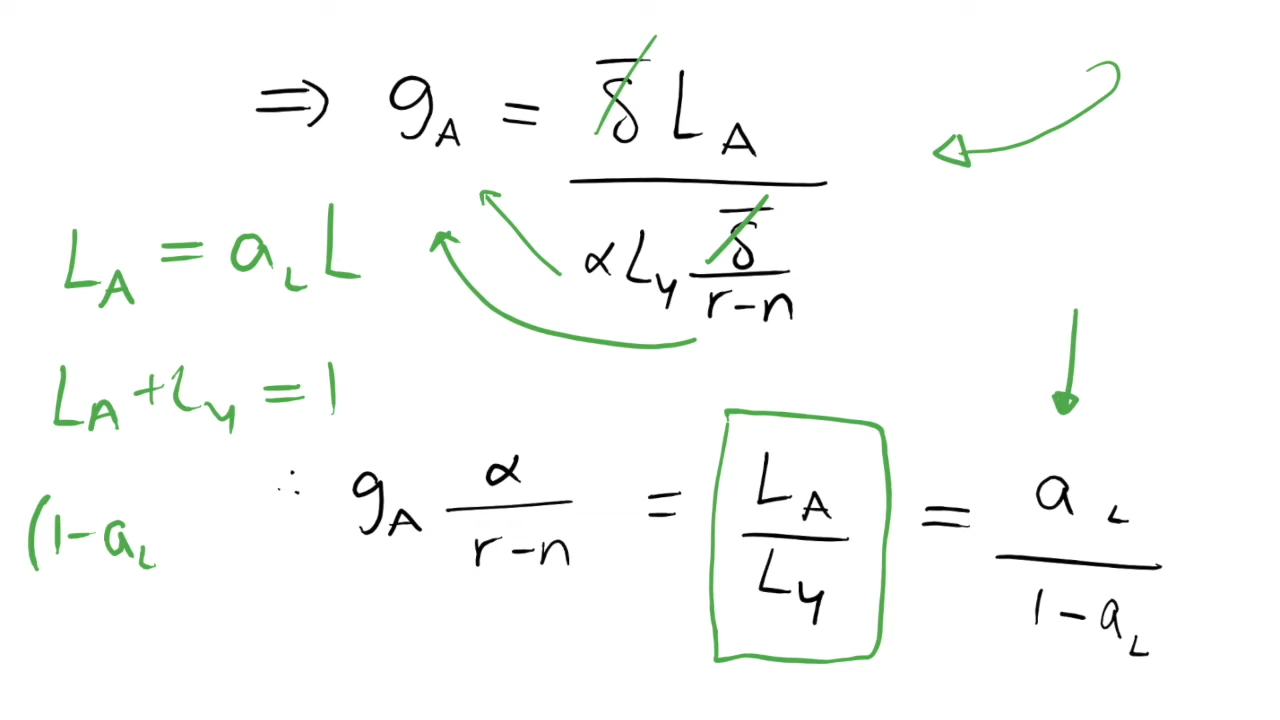 ⇒ g_A = δ̄ L_A / (α L_y δ̄ / (r-n))
L_A = a_L L
L_A + L_y = 1
∴ g_A α / (r-n) = L_A / L_y = a_L / (1-a_L)
(1-a_L